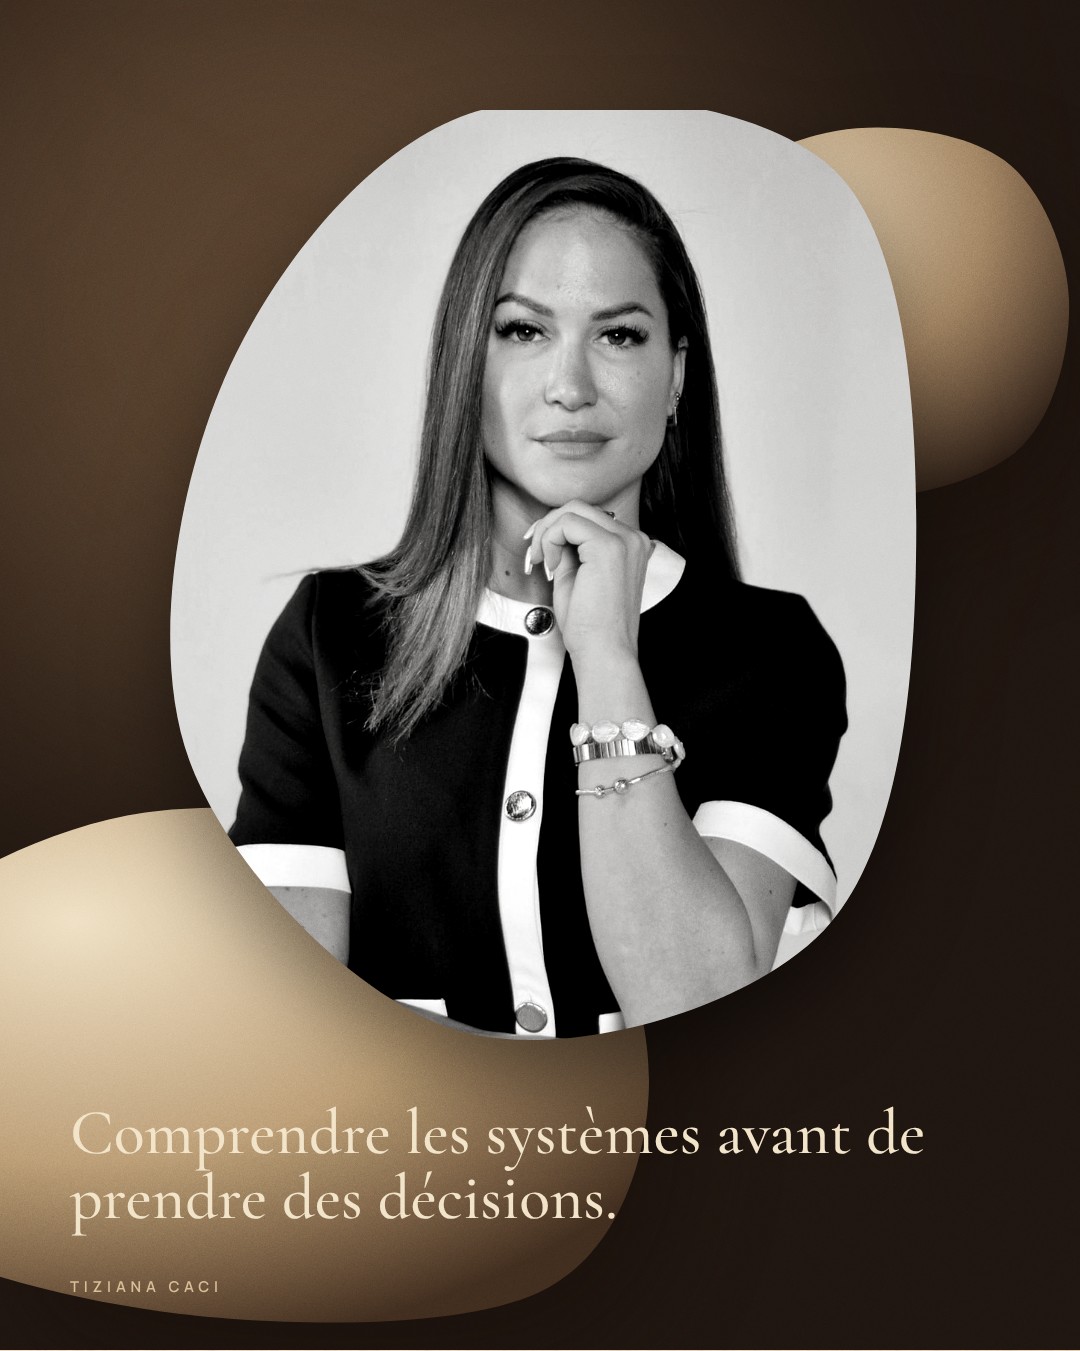 Comprendre les systèmes avant de
prendre des décisions.
TIZIANA CACI